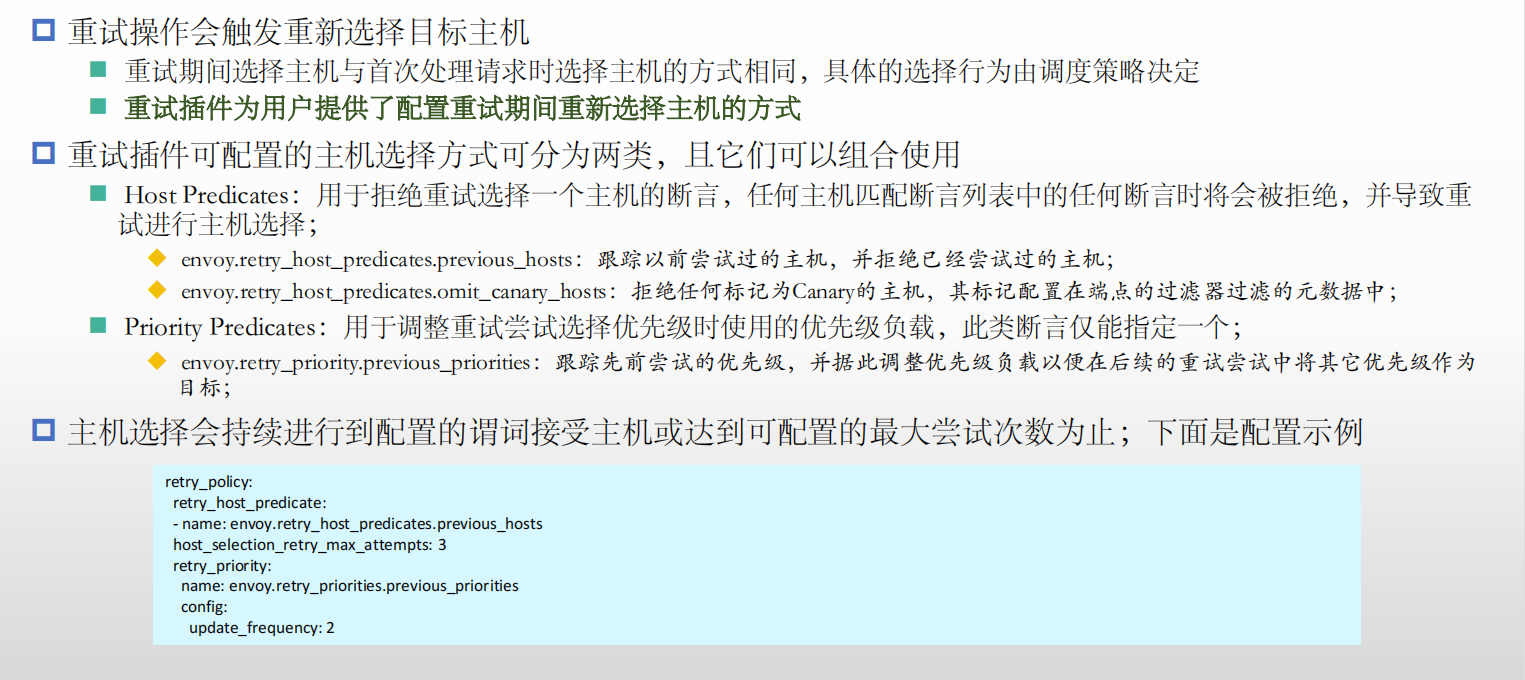 重试操作会触发重新选择目标主机
重试期间选择主机与首次处理请求时选择主机的方式相同，具体的选择行为由调度策略决定
重试插件为用户提供了配置重试期间重新选择主机的方式
重试插件可配置的主机选择方式可分为两类，且它们可以组合使用
Host Predicates：用于拒绝重试选择一个主机的断言，任何主机匹配断言列表中的任何断言时将会被拒绝，并导致重
试进行主机选择；
envoy.retry_host_predicates.previous_hosts：跟踪以前尝试过的主机，并拒绝已经尝试过的主机；
envoy.retry_host_predicates.omit_canary_hosts：拒绝任何标记为Canary的主机，其标记配置在端点的过滤器过滤的元数据中；
Priority Predicates：用于调整重试尝试选择优先级时使用的优先级负载，此类断言仅能指定一个；
envoy.retry_priority.previous_priorities：跟踪先前尝试的优先级，并据此调整优先级负载以便在后续的重试尝试中将其它优先级作为
目标；
主机选择会持续进行到配置的谓词接受主机或达到可配置的最大尝试次数为止；下面是配置示例
retry_policy:
retry_host_predicate:
- name: envoy.retry_host_predicates.previous_hosts
host_selection_retry_max_attempts: 3
retry_priority:
name: envoy.retry_priorities.previous_priorities
config:
update_frequency: 2